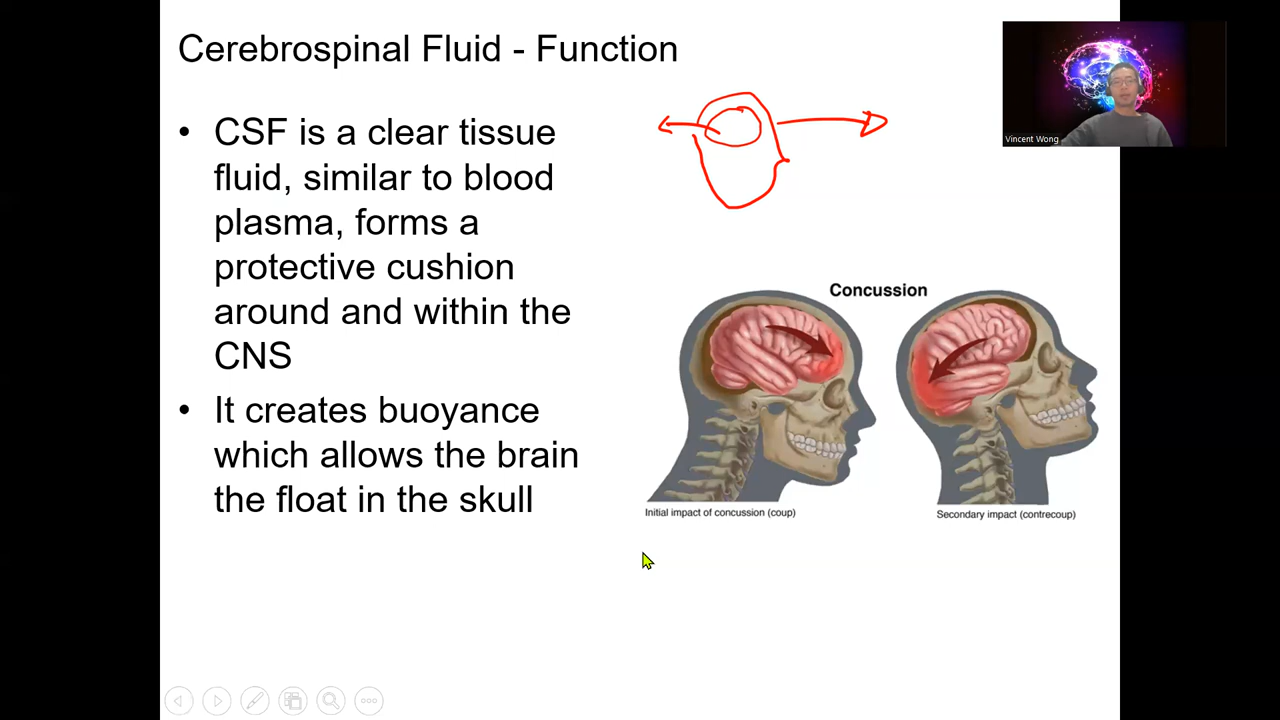 Cerebrospinal Fluid - Function
Vincent Wong
• CSF is a clear tissue
fluid, similar to blood
plasma, forms a
protective cushion
around and within the
CNS
• It creates buoyance
which allows the brain
the float in the skull
Concussion
Initial impact of concussion (coup)
Secondary impact (contrecoup)